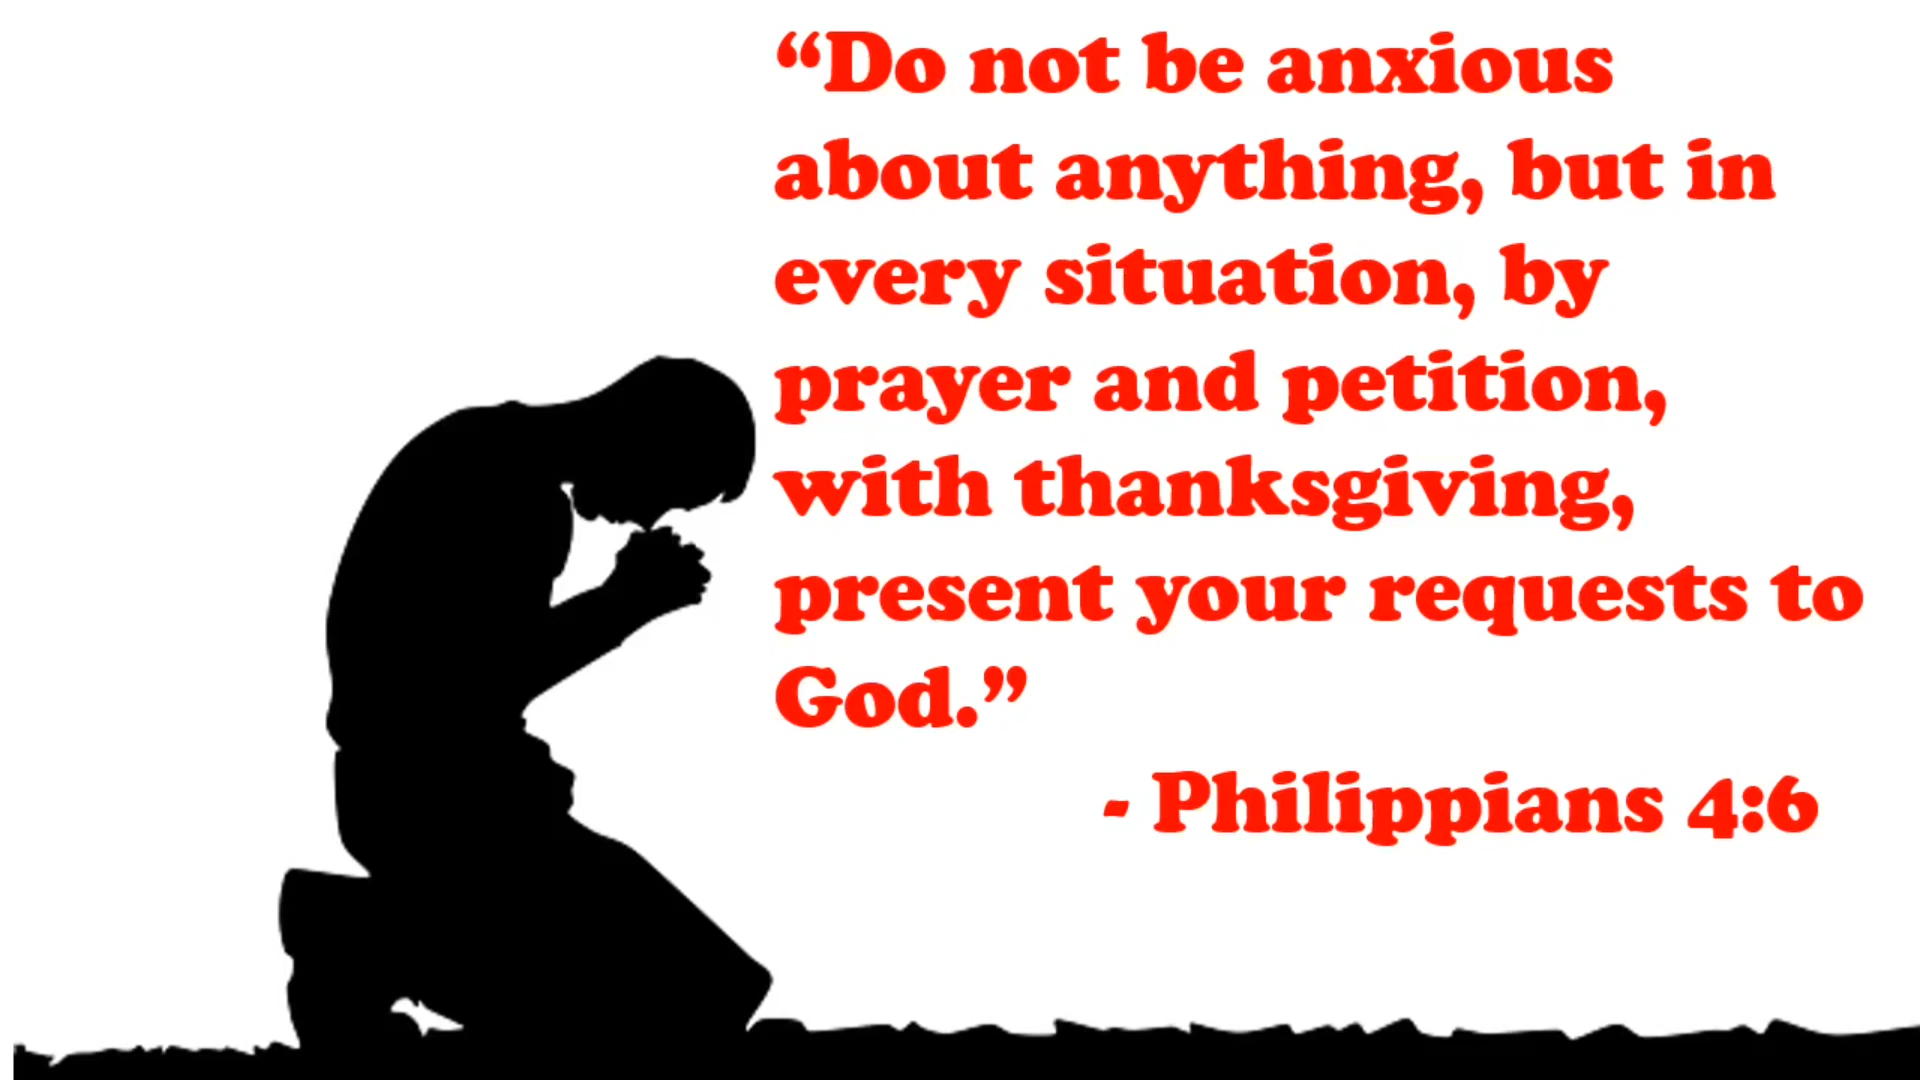 “Do not be anxious
about anything, but in
every situation, by
prayer and petition,
with thanksgiving,
present your requests to
God.”
- Philippians 4:6